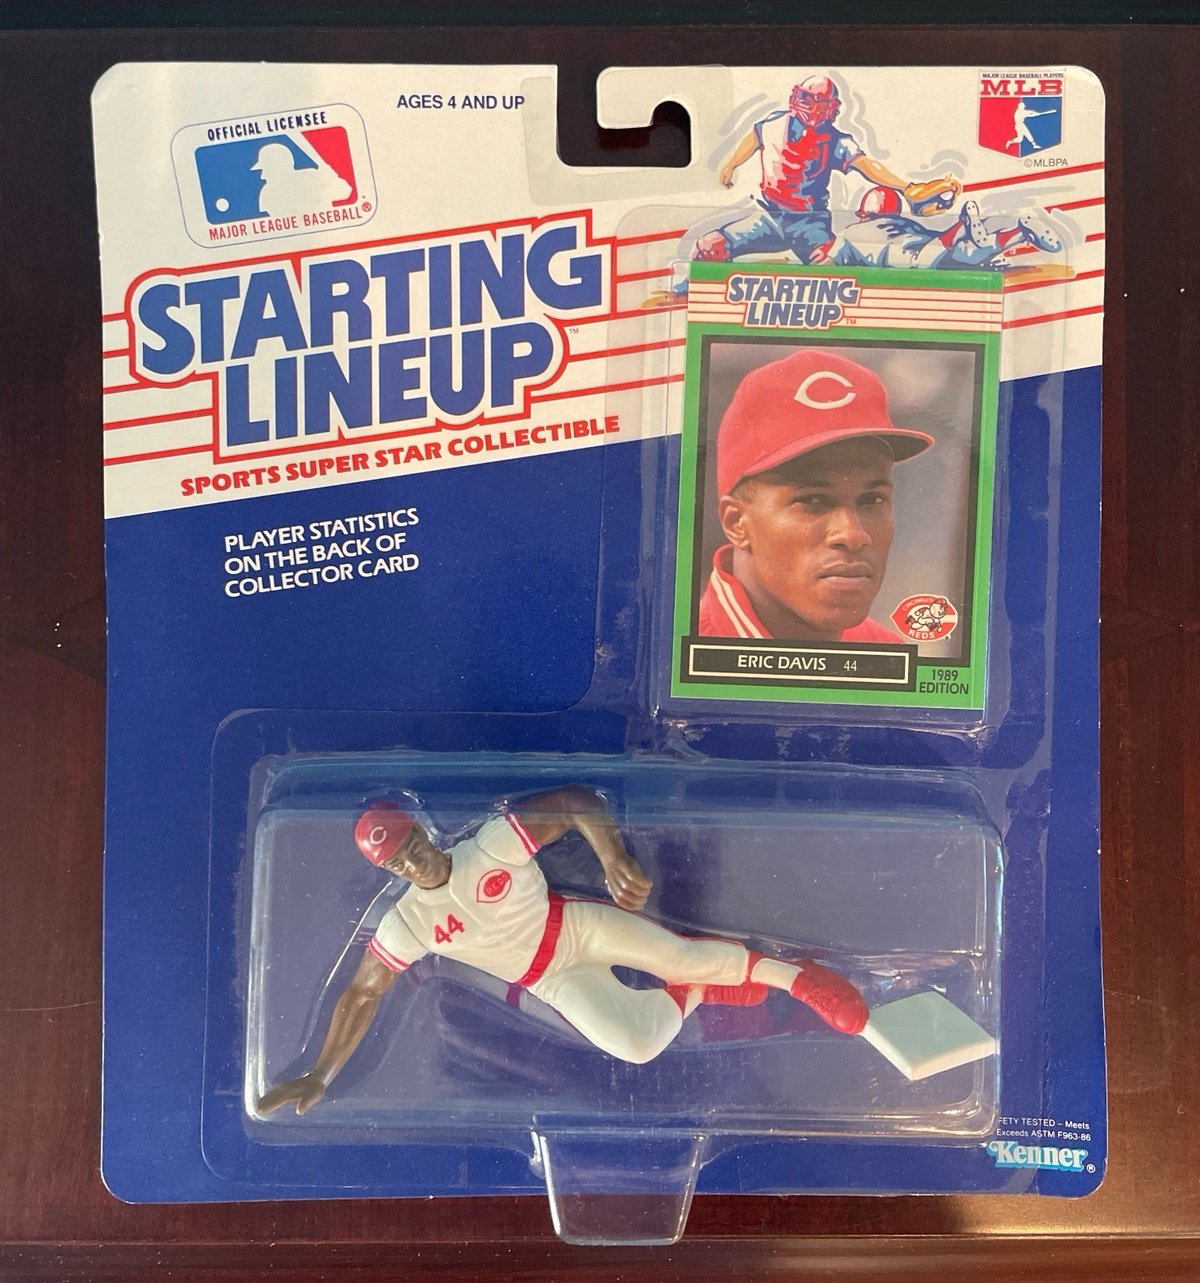 AGES 4 AND UP
OFFICIAL LICENSEE
MAJOR LEAGUE BASEBALL®
MAJOR LEAGUE BASEBALL PLAYERS
MLB
©MLBPA
STARTING
LINEUP™
SPORTS SUPER STAR COLLECTIBLE
PLAYER STATISTICS
ON THE BACK OF
COLLECTOR CARD
STARTING
LINEUP™
C
CINCINNATI
REDS
ERIC DAVIS 44
1989
EDITION
C
REDS
44
FETY TESTED – Meets
Exceeds ASTM F963-86
Kenner®